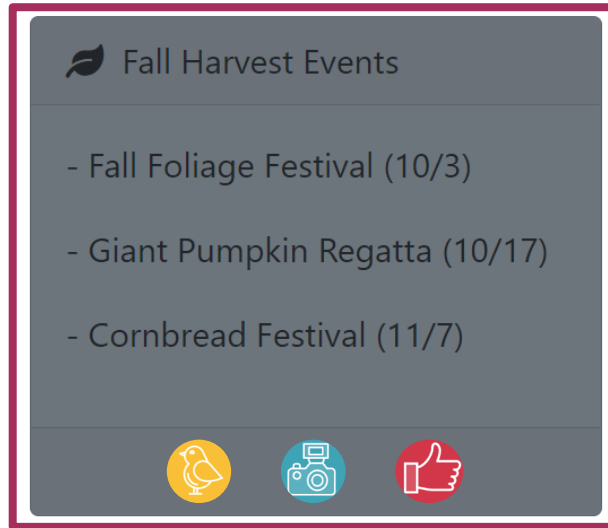 Fall Harvest Events
- Fall Foliage Festival (10/3)
- Giant Pumpkin Regatta (10/17)
- Cornbread Festival (11/7)